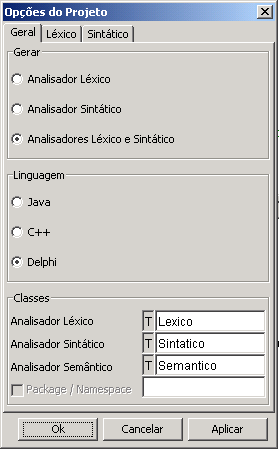 Opções do Projeto
Geral Léxico Sintático
Gerar
Analisador Léxico
Analisador Sintático
Analisadores Léxico e Sintático
Linguagem
Java
C++
Delphi
Classes
Analisador Léxico T Lexico
Analisador Sintático T Sintatico
Analisador Semântico T Semantico
Package / Namespace
Ok Cancelar Aplicar